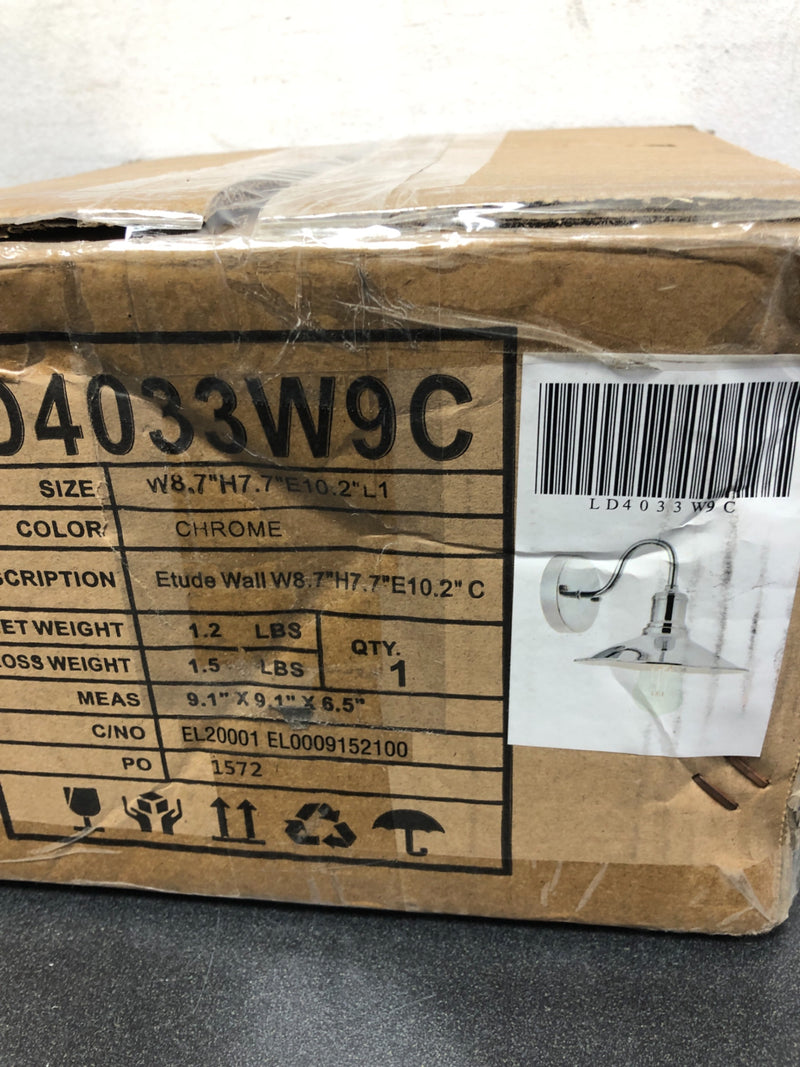 D4033W9C
SIZE W8.7"H7.7"E10.2"L1
COLOR CHROME
SCRIPTION Etude Wall W8.7"H7.7"E10.2" C
ET WEIGHT 1.2 LBS
OSS WEIGHT 1.5 LBS
QTY.
1
MEAS 9.1" X 9.1" X 6.5"
C/NO EL20001 EL0009152100
PO 1572
LD4033W9C